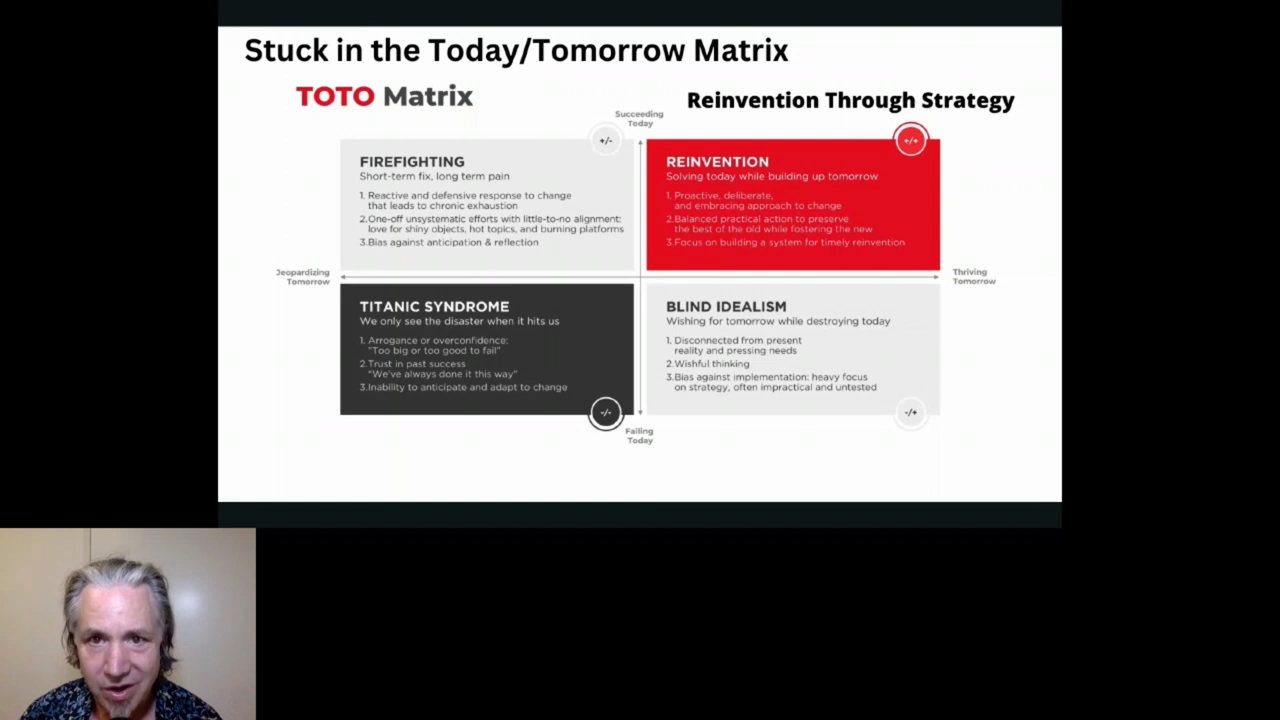 Stuck in the Today/Tomorrow Matrix
TOTO Matrix
Reinvention Through Strategy
Succeeding
Today
+/-
+/+
FIREFIGHTING
Short-term fix, long term pain
1. Reactive and defensive response to change
that leads to chronic exhaustion
2.One-off unsystematic efforts with little-to-no alignment:
love for shiny objects, hot topics, and burning platforms
3.Bias against anticipation & reflection
REINVENTION
Solving today while building up tomorrow
1. Proactive, deliberate,
and embracing approach to change
2.Balanced practical action to preserve
the best of the old while fostering the new
3.Focus on building a system for timely reinvention
Jeopardizing
Tomorrow
Thriving
Tomorrow
TITANIC SYNDROME
We only see the disaster when it hits us
1. Arrogance or overconfidence:
"Too big or too good to fail"
2.Trust in past success
"We've always done it this way"
3.Inability to anticipate and adapt to change
BLIND IDEALISM
Wishing for tomorrow while destroying today
1. Disconnected from present
reality and pressing needs
2.Wishful thinking
3.Bias against implementation: heavy focus
on strategy, often impractical and untested
-/-
-/+
Failing
Today